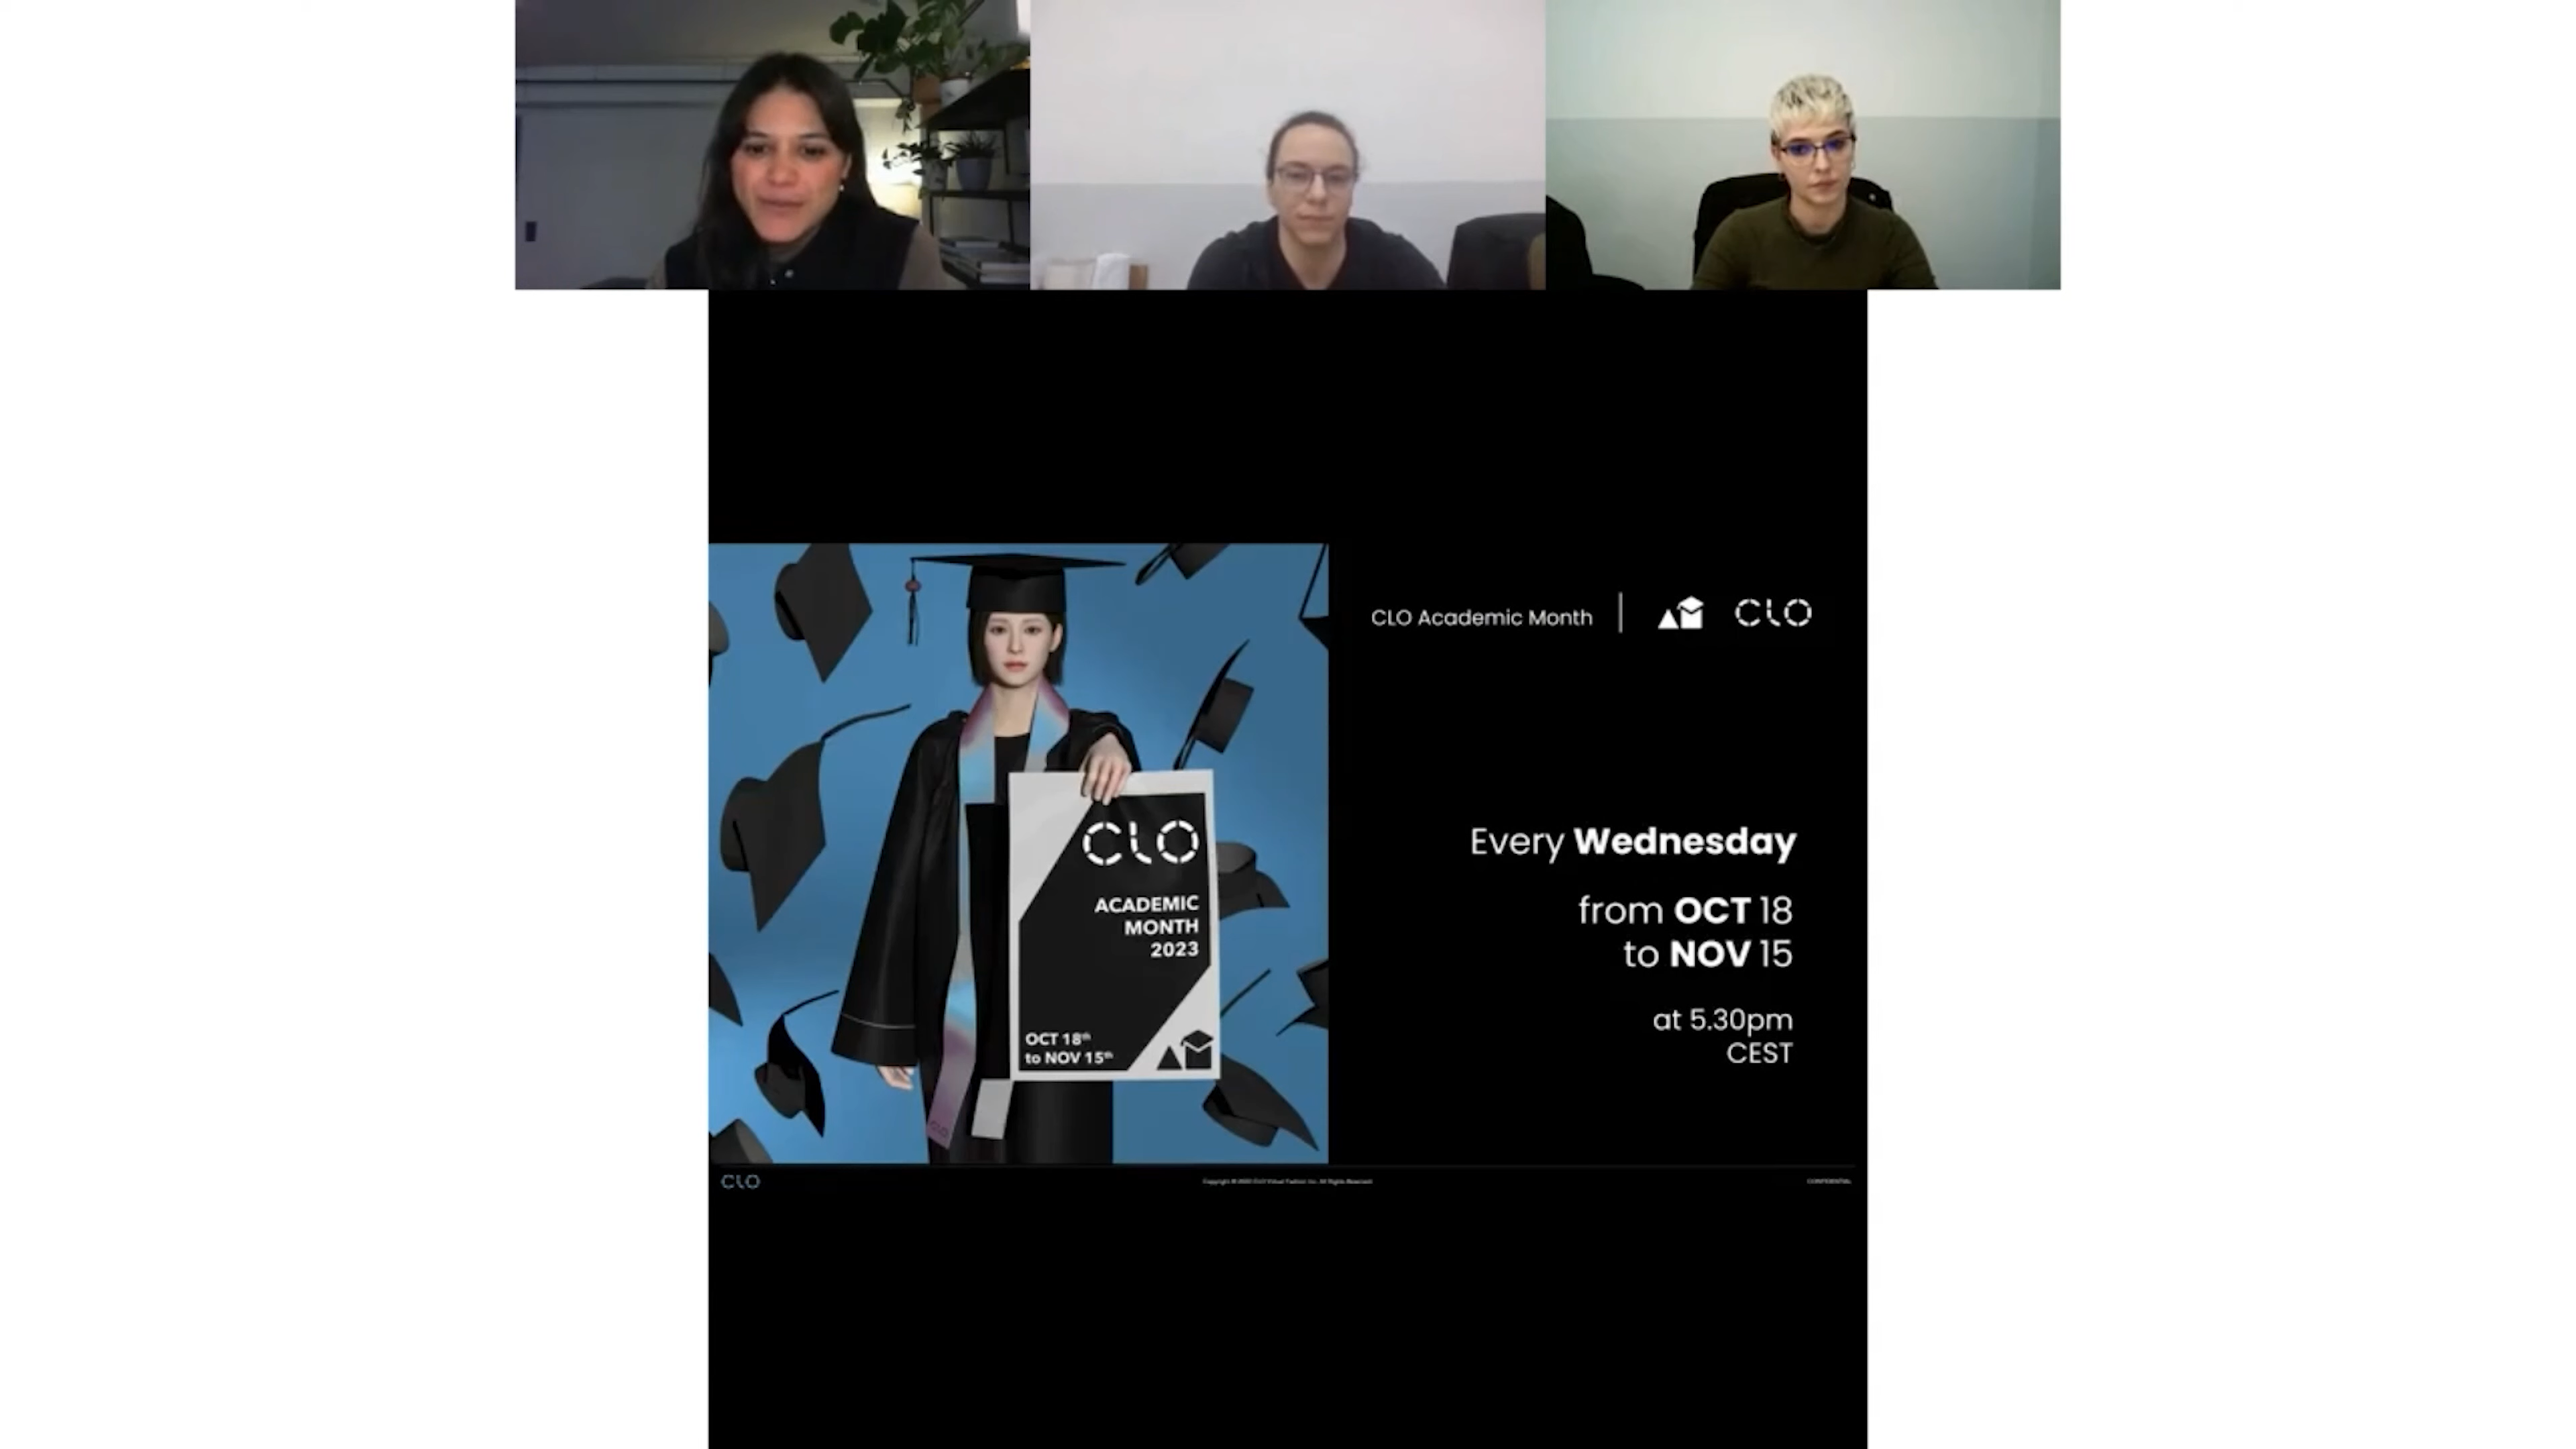 CLO Academic Month
CLO
CLO
ACADEMIC
MONTH
2023
OCT 18th
to NOV 15th
Every Wednesday
from OCT 18
to NOV 15
at 5.30pm
CEST
CLO
CONFIDENTIAL